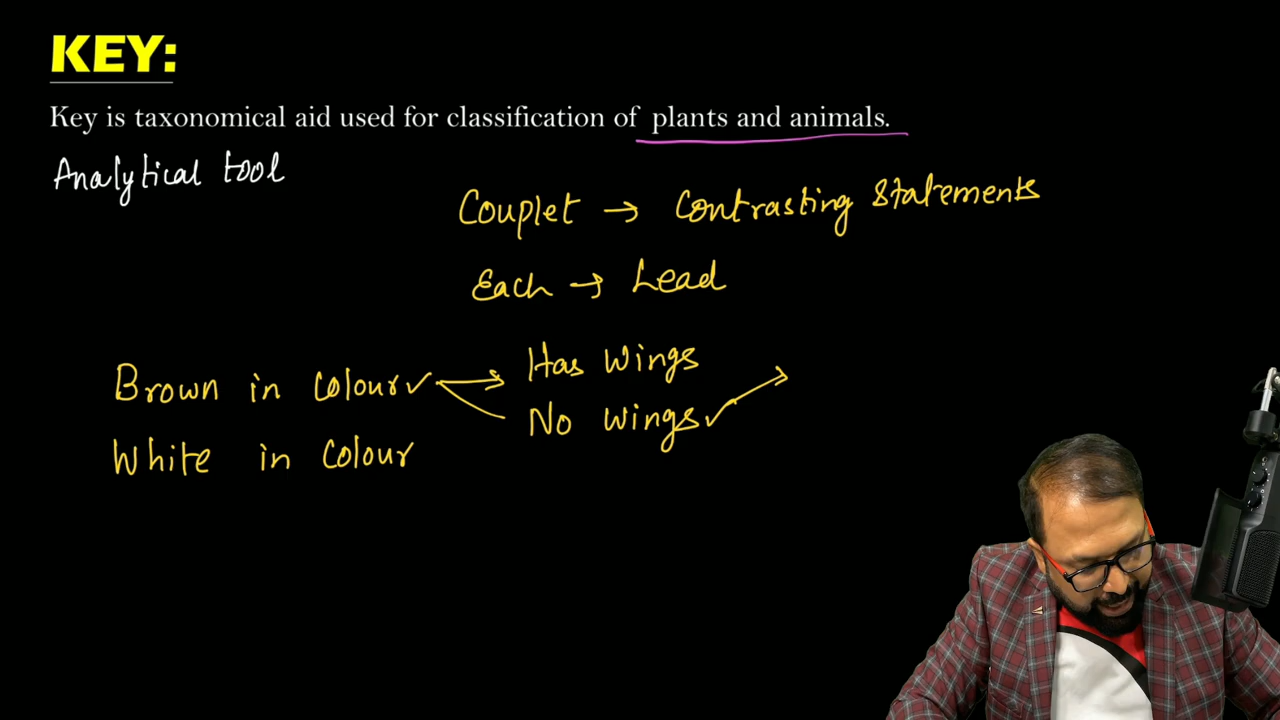 KEY:
Key is taxonomical aid used for classification of plants and animals.
Analytical tool
Couplet → Contrasting Statements
Each → Lead
Has Wings
Brown in colour✓
No wings✓
White in colour